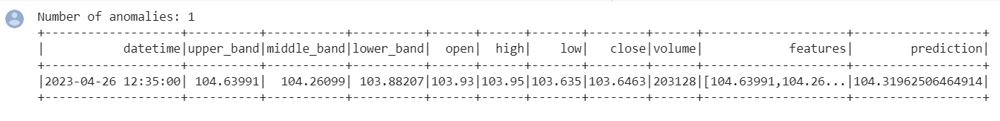 Number of anomalies: 1
+-------------------+----------+-----------+----------+------+------+-------+--------+------+--------------------+------------------+
|           datetime|upper_band|middle_band|lower_band|  open|  high|    low|   close|volume|            features|        prediction|
+-------------------+----------+-----------+----------+------+------+-------+--------+------+--------------------+------------------+
|2023-04-26 12:35:00| 104.63991|  104.26099| 103.88207|103.93|103.95|103.635|103.6463|203128|[104.63991,104.26...|104.31962506464914|
+-------------------+----------+-----------+----------+------+------+-------+--------+------+--------------------+------------------+